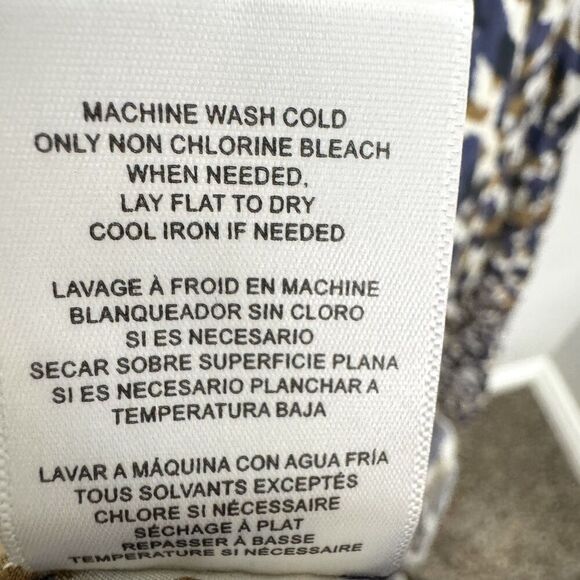 MACHINE WASH COLD
ONLY NON CHLORINE BLEACH
WHEN NEEDED,
LAY FLAT TO DRY
COOL IRON IF NEEDED
LAVAGE À FROID EN MACHINE
BLANQUEADOR SIN CLORO
SI ES NECESARIO
SECAR SOBRE SUPERFICIE PLANA
SI ES NECESARIO PLANCHAR A
TEMPERATURA BAJA
LAVAR A MÁQUINA CON AGUA FRÍA
TOUS SOLVANTS EXCEPTÉS
CHLORE SI NÉCESSAIRE
SÉCHAGE À PLAT
REPASSER À BASSE
TEMPERATURE SI NÉCESSAIRE